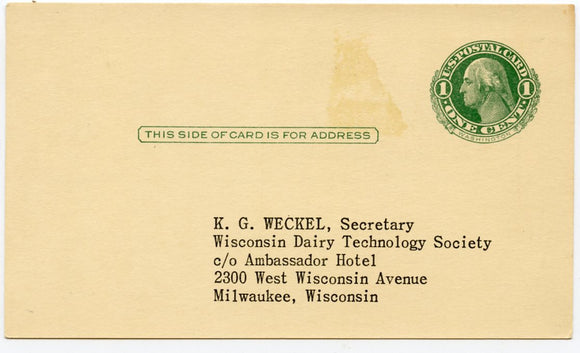 U.S. POSTAL CARD
1 1
ONE CENT
WASHINGTON
THIS SIDE OF CARD IS FOR ADDRESS
K. G. WECKEL, Secretary
Wisconsin Dairy Technology Society
c/o Ambassador Hotel
2300 West Wisconsin Avenue
Milwaukee, Wisconsin